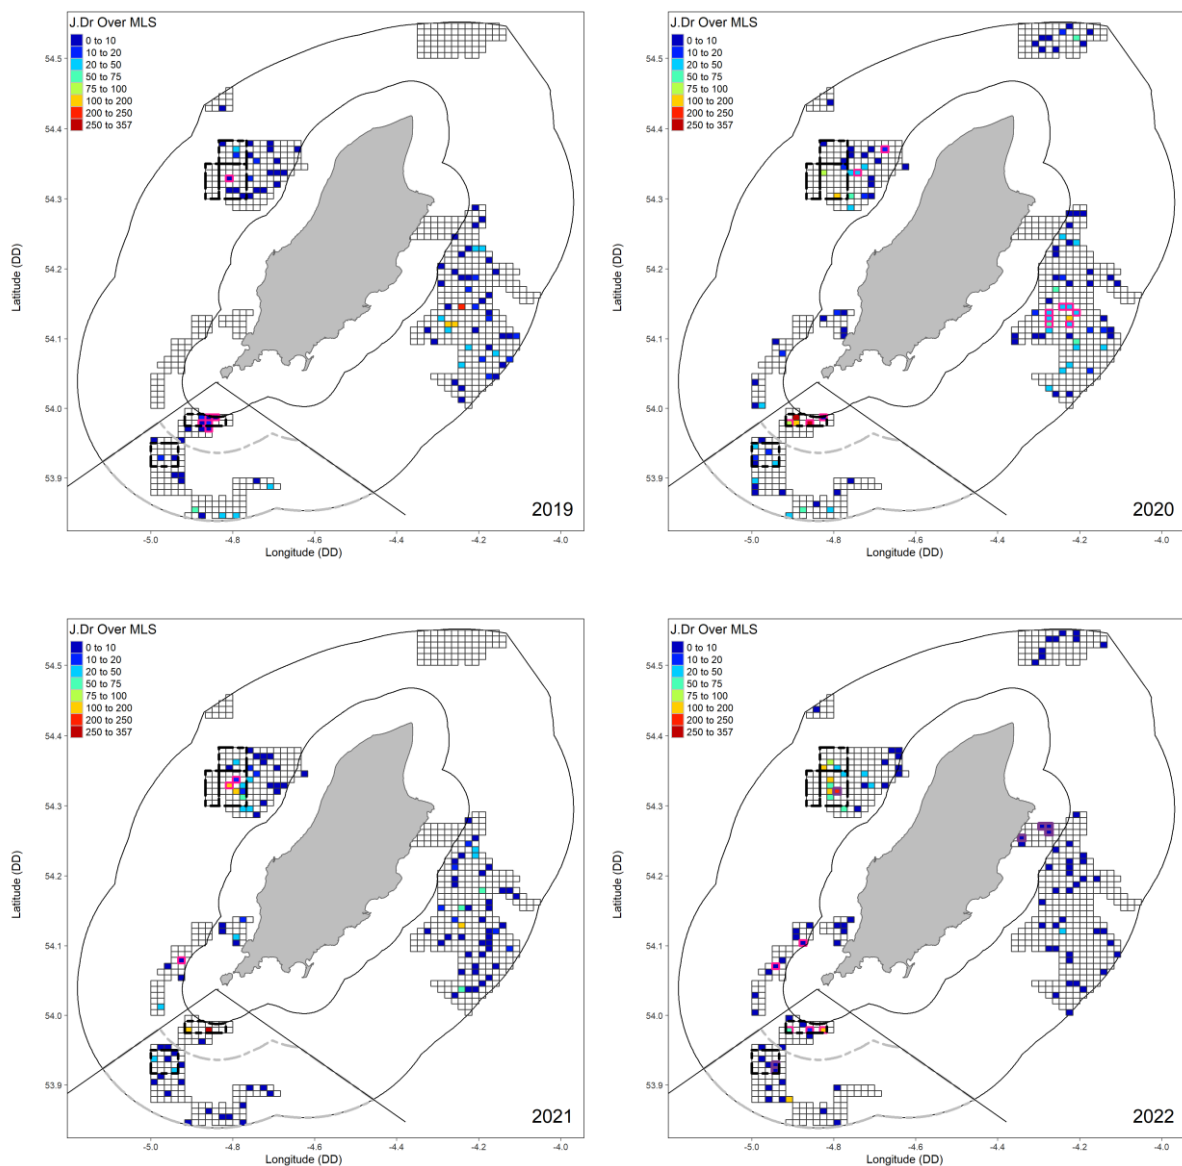 J.Dr Over MLS
0 to 10
10 to 20
20 to 50
50 to 75
75 to 100
100 to 200
200 to 250
250 to 357
54.5
54.4
54.3
54.2
54.1
54.0
53.9
Latitude (DD)
-5.0 -4.8 -4.6 -4.4 -4.2 -4.0
Longitude (DD)
2019
J.Dr Over MLS
0 to 10
10 to 20
20 to 50
50 to 75
75 to 100
100 to 200
200 to 250
250 to 357
54.5
54.4
54.3
54.2
54.1
54.0
53.9
Latitude (DD)
-5.0 -4.8 -4.6 -4.4 -4.2 -4.0
Longitude (DD)
2020
J.Dr Over MLS
0 to 10
10 to 20
20 to 50
50 to 75
75 to 100
100 to 200
200 to 250
250 to 357
54.5
54.4
54.3
54.2
54.1
54.0
53.9
Latitude (DD)
-5.0 -4.8 -4.6 -4.4 -4.2 -4.0
Longitude (DD)
2021
J.Dr Over MLS
0 to 10
10 to 20
20 to 50
50 to 75
75 to 100
100 to 200
200 to 250
250 to 357
54.5
54.4
54.3
54.2
54.1
54.0
53.9
Latitude (DD)
-5.0 -4.8 -4.6 -4.4 -4.2 -4.0
Longitude (DD)
2022